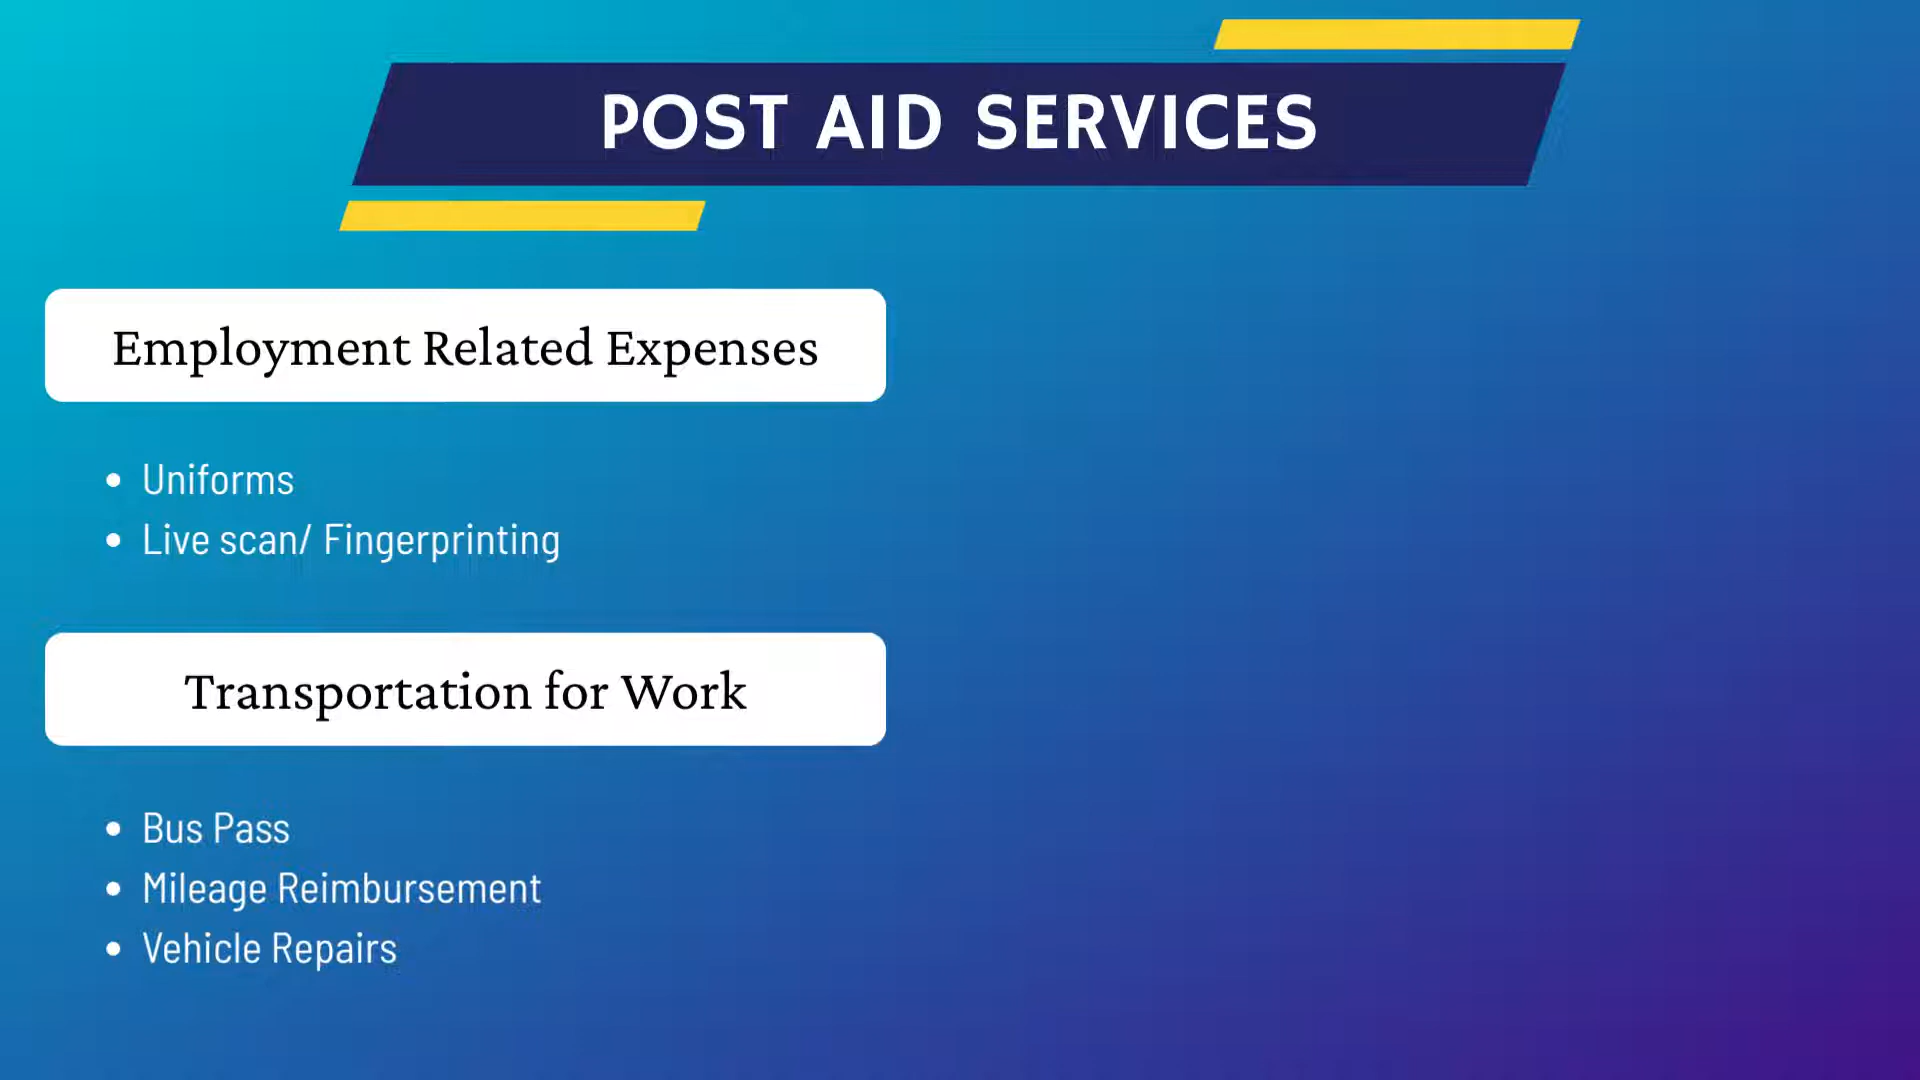 POST AID SERVICES
Employment Related Expenses
• Uniforms
• Live scan/ Fingerprinting
Transportation for Work
• Bus Pass
• Mileage Reimbursement
• Vehicle Repairs